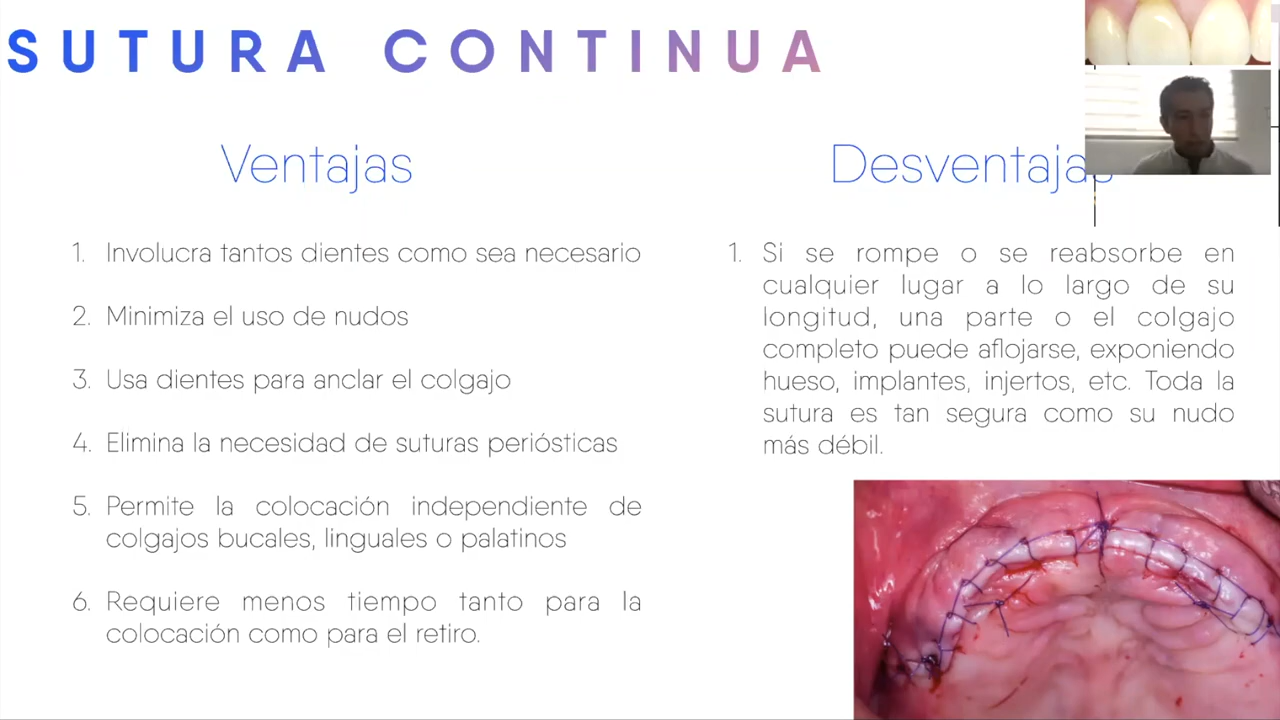 SUTURA CONTINUA
Ventajas
1. Involucra tantos dientes como sea necesario
2. Minimiza el uso de nudos
3. Usa dientes para anclar el colgajo
4. Elimina la necesidad de suturas periósticas
5. Permite la colocación independiente de
colgajos bucales, linguales o palatinos
6. Requiere menos tiempo tanto para la
colocación como para el retiro.
Desventajas
1. Si se rompe o se reabsorbe en
cualquier lugar a lo largo de su
longitud, una parte o el colgajo
completo puede aflojarse, exponiendo
hueso, implantes, injertos, etc. Toda la
sutura es tan segura como su nudo
más débil.